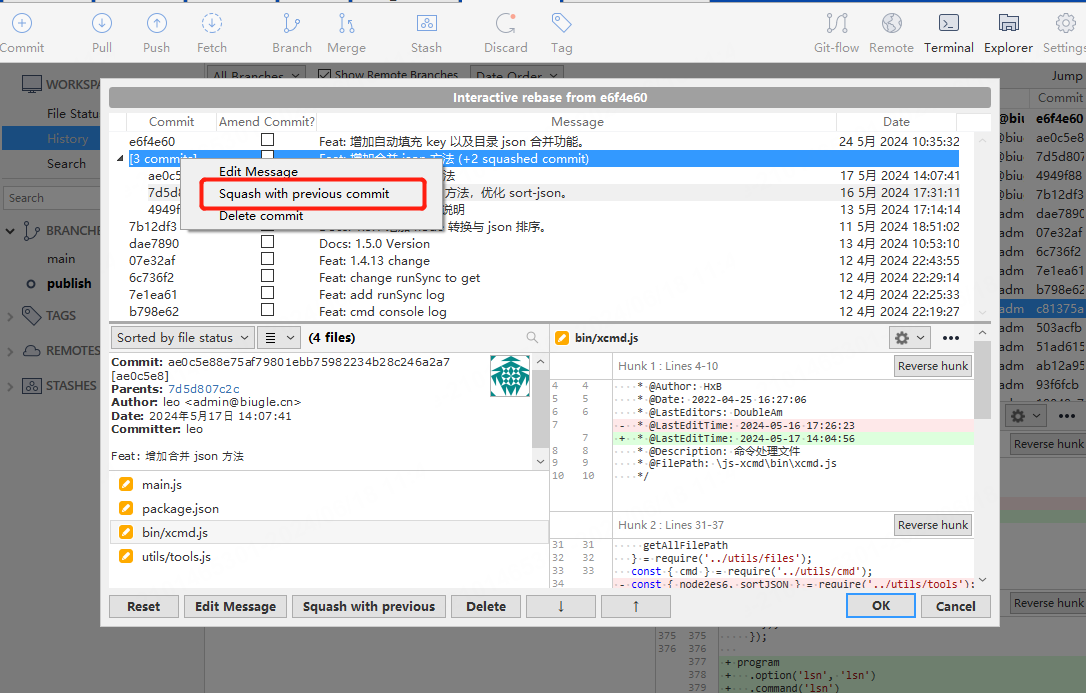 Commit Pull Push Fetch Branch Merge Stash Discard Tag Git-flow Remote Terminal Explorer Settings
WORKSPA
File Statu
History
Search
Search
BRANCHE
main
publish
TAGS
REMOTES
STASHES
All Branches Show Remote Branches Date Order Jump
Commit
@biu e6f4e60
@biu ae0c5e8
@biu 7d5d807
@biu 4949f88
adm 7b12df3
adm dae7890
adm 07e32af
adm 6c736f2
adm 7e1ea61
adm b798e62
adm c81375a
adm 503acfb
adm 51ad615
adm ab12a95
adm 93f6fcb
Interactive rebase from e6f4e60
Commit Amend Commit? Message Date
e6f4e60 Feat: 增加自动填充 key 以及目录 json 合并功能。 24 5月 2024 10:35:32
[3 commits] Feat: 增加合并 json 方法 (+2 squashed commit)
ae0c5 法 17 5月 2024 14:07:41
7d5d8 方法，优化 sort-json。 16 5月 2024 17:31:11
4949f 说明 13 5月 2024 17:14:14
7b12df3 转换与 json 排序。 11 5月 2024 18:51:02
dae7890 Docs: 1.5.0 Version 13 4月 2024 10:53:10
07e32af Feat: 1.4.13 change 12 4月 2024 22:43:55
6c736f2 Feat: change runSync to get 12 4月 2024 22:29:14
7e1ea61 Feat: add runSync log 12 4月 2024 22:25:33
b798e62 Feat: cmd console log 12 4月 2024 22:19:27
Edit Message
Squash with previous commit
Delete commit
Sorted by file status (4 files)
Commit: ae0c5e88e75af79801ebb75982234b28c246a2a7
[ae0c5e8]
Parents: 7d5d807c2c
Author: leo <admin@biugle.cn>
Date: 2024年5月17日 14:07:41
Committer: leo
Feat: 增加合并 json 方法
main.js
package.json
bin/xcmd.js
utils/tools.js
bin/xcmd.js
Hunk 1 : Lines 4-10 Reverse hunk
4 4 * @Author: HxB
5 5 * @Date: 2022-04-25 16:27:06
6 6 * @LastEditors: DoubleAm
7 - * @LastEditTime: 2024-05-16 17:26:23
7 + * @LastEditTime: 2024-05-17 14:04:56
8 8 * @Description: 命令处理文件
9 9 * @FilePath: \js-xcmd\bin\xcmd.js
10 10 */
Hunk 2 : Lines 31-37 Reverse hunk
31 31 getAllFilePath
32 32 } = require('../utils/files');
33 33 const { cmd } = require('../utils/cmd');
34 - const { node2es6, sortJSON } = require('../utils/tools');
Reset Edit Message Squash with previous Delete ↓ ↑ OK Cancel
Reverse hunk
Reverse hunk
375 375 });
376 376
377 + program
378 + .option('lsn', 'lsn')
379 + .command('lsn')